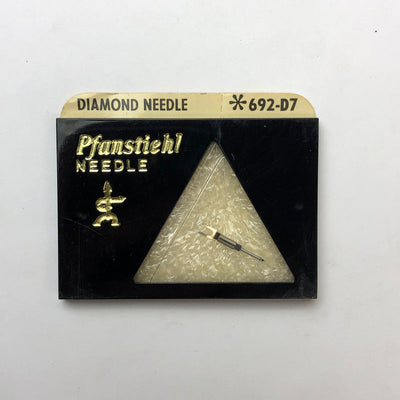 DIAMOND NEEDLE *692-D7
Pfanstiehl
NEEDLE